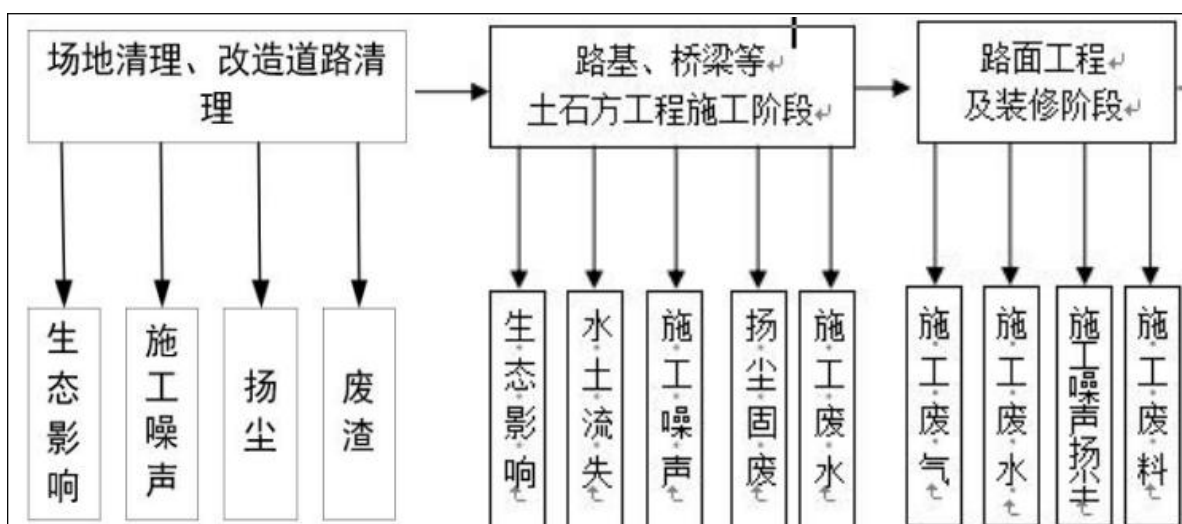 场地清理、改造道路清
理
路基、桥梁等
土石方工程施工阶段
路面工程
及装修阶段
生态影响
施工噪声
扬尘
废渣
生态影响
水土流失
施工噪声
扬尘固废
施工废水
施工废气
施工废水
施工噪声扬尘
施工废料